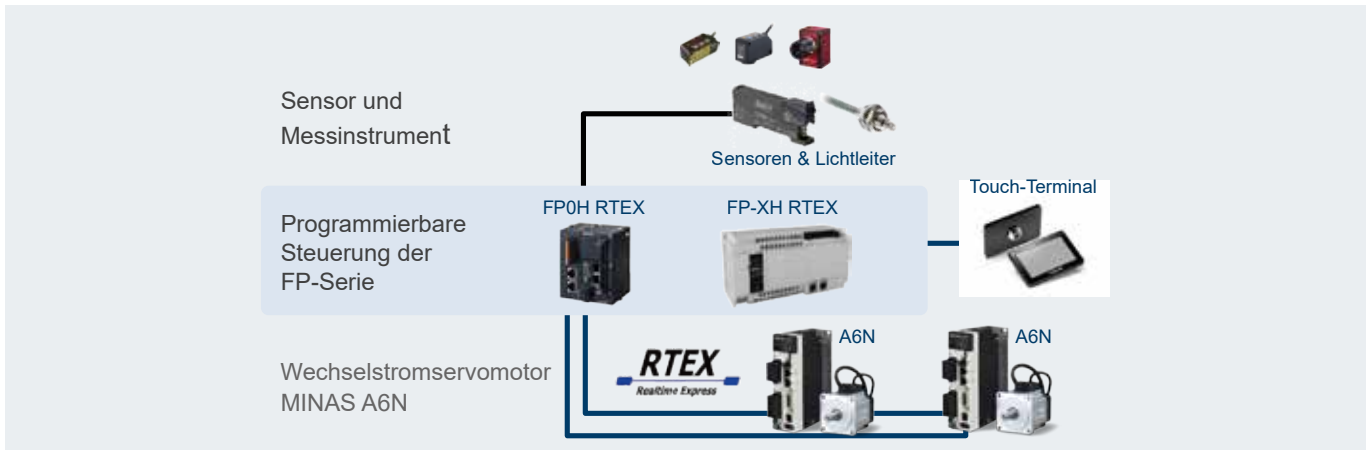 Sensor und
Messinstrument
Sensoren & Lichtleiter
Touch-Terminal
FP0H RTEX
FP-XH RTEX
Programmierbare
Steuerung der
FP-Serie
A6N
A6N
RTEX
Realtime Express
Wechselstromservomotor
MINAS A6N